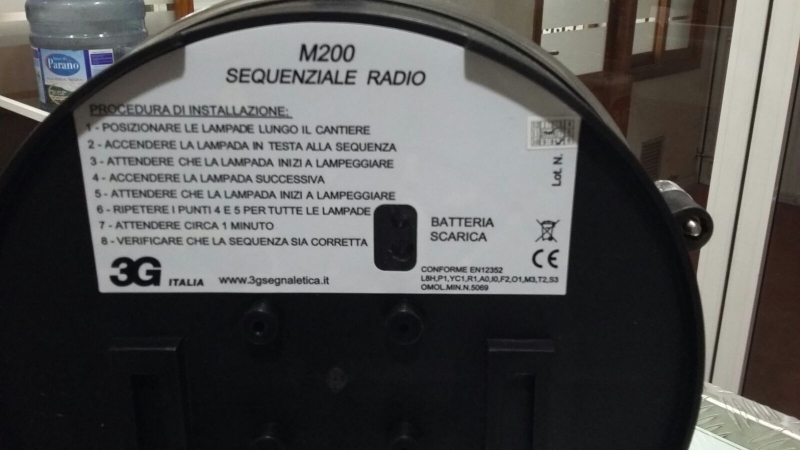 Parano
M200
SEQUENZIALE RADIO
PROCEDURA DI INSTALLAZIONE:
1 - POSIZIONARE LE LAMPADE LUNGO IL CANTIERE
2 - ACCENDERE LA LAMPADA IN TESTA ALLA SEQUENZA
3 - ATTENDERE CHE LA LAMPADA INIZI A LAMPEGGIARE
4 - ACCENDERE LA LAMPADA SUCCESSIVA
5 - ATTENDERE CHE LA LAMPADA INIZI A LAMPEGGIARE
6 - RIPETERE I PUNTI 4 E 5 PER TUTTE LE LAMPADE
7 - ATTENDERE CIRCA 1 MINUTO
8 - VERIFICARE CHE LA SEQUENZA SIA CORRETTA
BATTERIA
SCARICA
Lot. N.
3G ITALIA www.3gsegnaletica.it
CE
CONFORME EN12352
L8H,P1,YC1,R1,A0,I0,F2,O1,M3,T2,S3
OMOL.MIN.N.5069